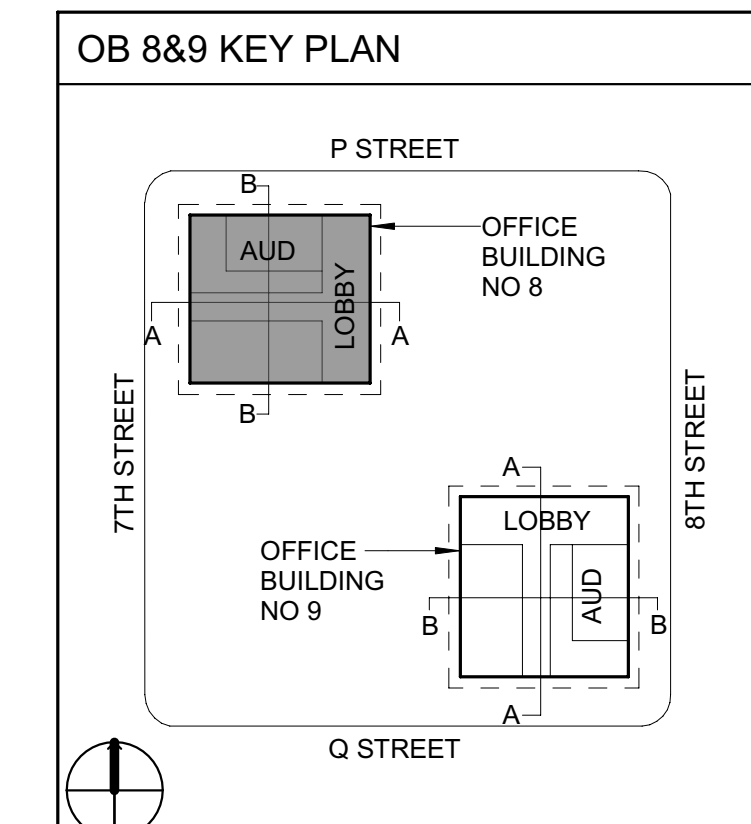 OB 8&9 KEY PLAN
P STREET
B
AUD
OFFICE
BUILDING
NO 8
LOBBY
A
A
B
7TH STREET
8TH STREET
A
LOBBY
OFFICE
BUILDING
NO 9
AUD
B
B
A
Q STREET